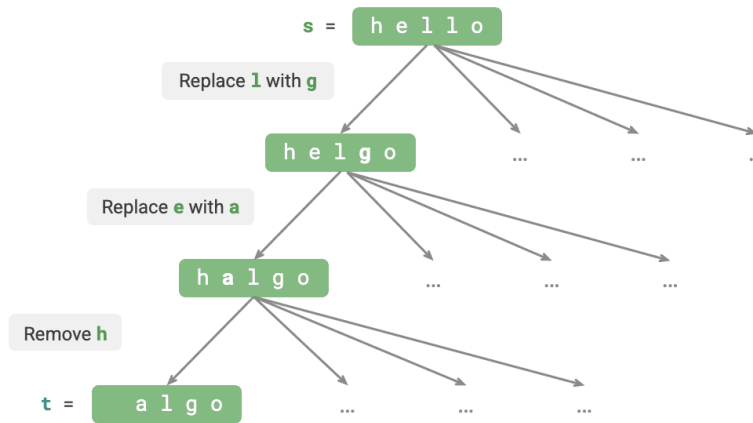 s = h e l l o
Replace l with g
h e l g o
... ... ...
Replace e with a
h a l g o
... ... ...
Remove h
t = a l g o
... ... ...